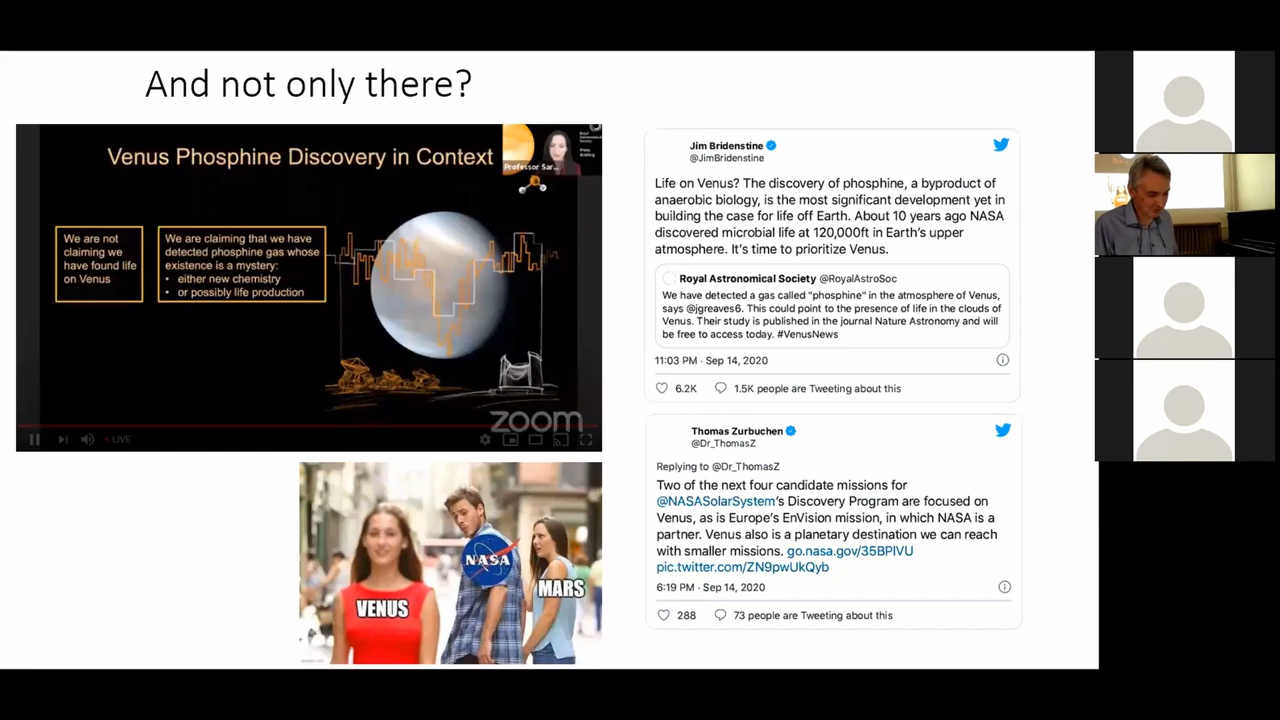 And not only there?
Venus Phosphine Discovery in Context
Professor Sar...
Royal
Astronomical
Society
Press
Briefing
We are not
claiming we
have found life
on Venus
We are claiming that we have
detected phosphine gas whose
existence is a mystery:
• either new chemistry
• or possibly life production
zoom
LIVE
VENUS
NASA
MARS
Jim Bridenstine
@JimBridenstine
Life on Venus? The discovery of phosphine, a byproduct of
anaerobic biology, is the most significant development yet in
building the case for life off Earth. About 10 years ago NASA
discovered microbial life at 120,000ft in Earth's upper
atmosphere. It's time to prioritize Venus.
Royal Astronomical Society @RoyalAstroSoc
We have detected a gas called "phosphine" in the atmosphere of Venus,
says @jgreaves6. This could point to the presence of life in the clouds of
Venus. Their study is published in the journal Nature Astronomy and will
be free to access today. #VenusNews
11:03 PM · Sep 14, 2020
6.2K 1.5K people are Tweeting about this
Thomas Zurbuchen
@Dr_ThomasZ
Replying to @Dr_ThomasZ
Two of the next four candidate missions for
@NASASolarSystem's Discovery Program are focused on
Venus, as is Europe's EnVision mission, in which NASA is a
partner. Venus also is a planetary destination we can reach
with smaller missions. go.nasa.gov/35BPlVU
pic.twitter.com/ZN9pwUkQyb
6:19 PM · Sep 14, 2020
288 73 people are Tweeting about this